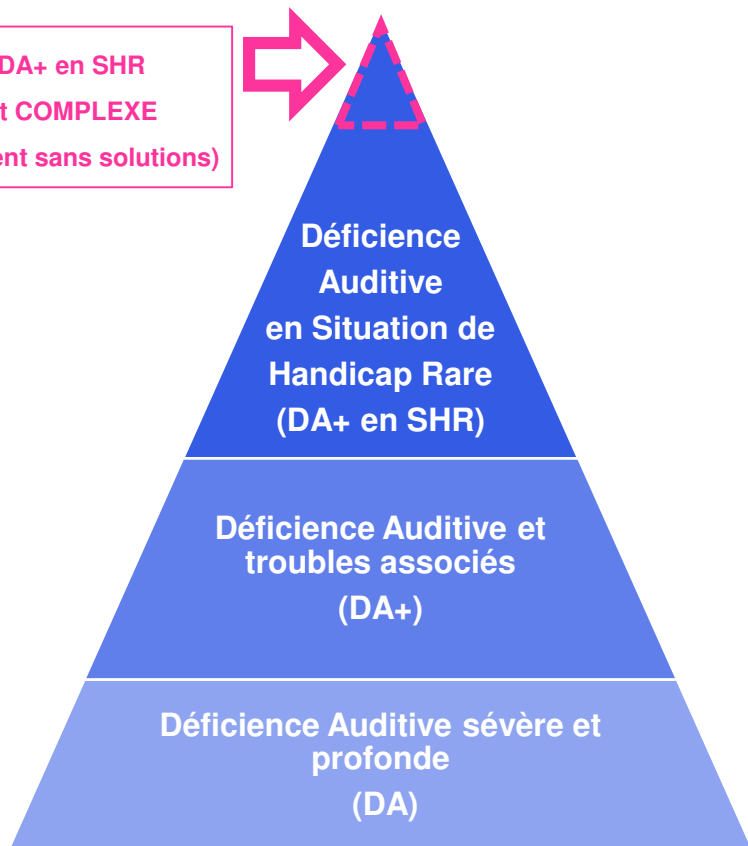 DA+ en SHR
COMPLEXE
sans solutions)
Déficience
Auditive
en Situation de
Handicap Rare
(DA+ en SHR)
Déficience Auditive et
troubles associés
(DA+)
Déficience Auditive sévère et
profonde
(DA)